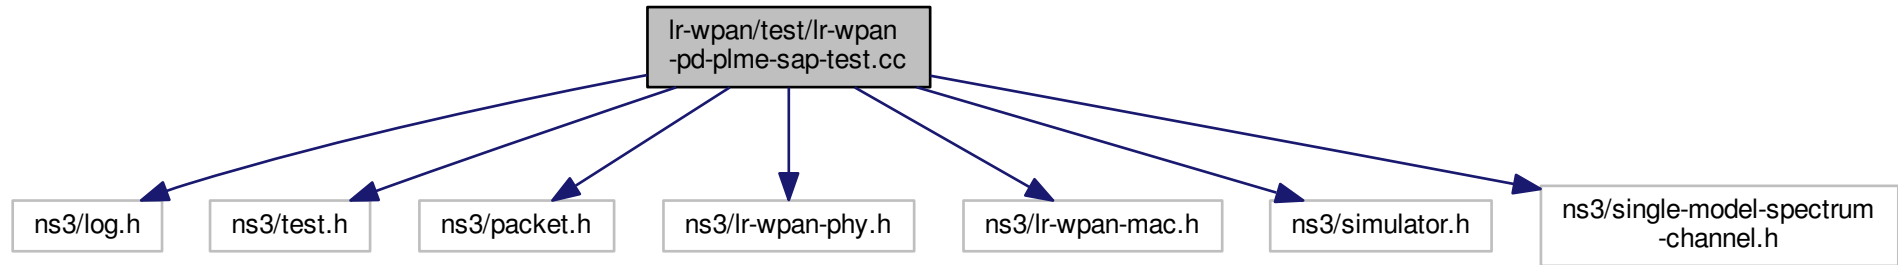 lr-wpan/test/lr-wpan
-pd-plme-sap-test.cc
ns3/log.h
ns3/test.h
ns3/packet.h
ns3/lr-wpan-phy.h
ns3/lr-wpan-mac.h
ns3/simulator.h
ns3/single-model-spectrum
-channel.h